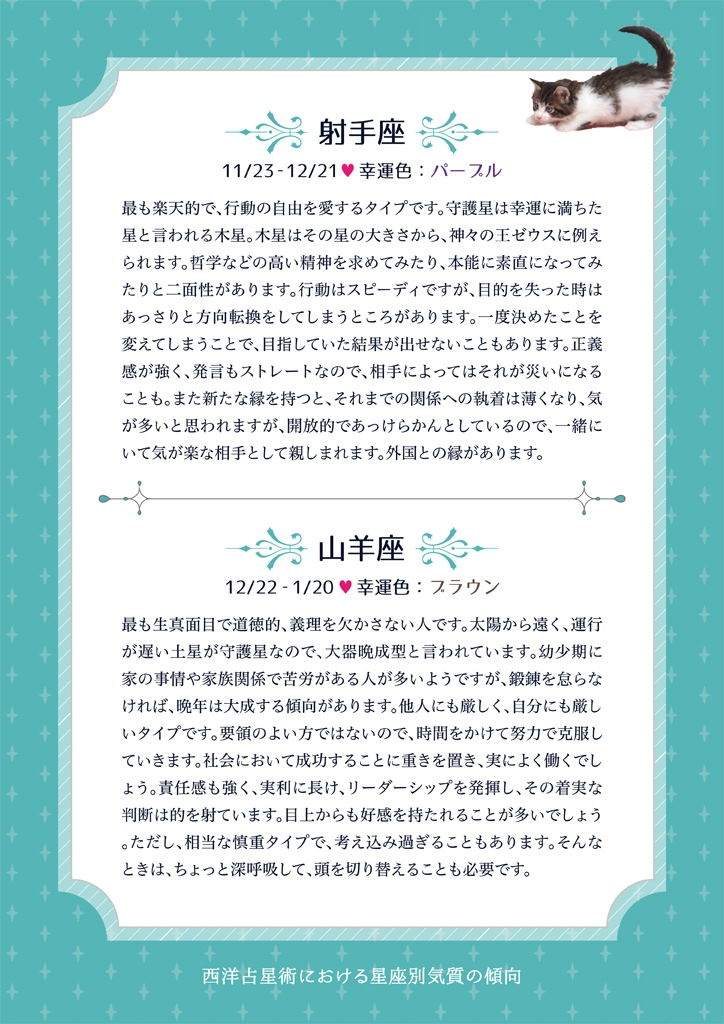 射手座
11/23 - 12/21♥幸運色：パープル
最も楽天的で、行動の自由を愛するタイプです。守護星は幸運に満ちた
星と言われる木星。木星はその星の大きさから、神々の王ゼウスに例え
られます。哲学などの高い精神を求めてみたり、本能に素直になってみ
たりと二面性があります。行動はスピーディですが、目的を失った時は
あっさりと方向転換をしてしまうところがあります。一度決めたことを
変えてしまうことで、目指していた結果が出せないこともあります。正義
感が強く、発言もストレートなので、相手によってはそれが災いになる
ことも。また新たな縁を持つと、それまでの関係への執着は薄くなり、気
が多いと思われますが、開放的であっけらかんとしているので、一緒に
いて気が楽な相手として親しまれます。外国との縁があります。
山羊座
12/22 - 1/20♥幸運色：ブラウン
最も生真面目で道徳的、義理を欠かさない人です。太陽から遠く、運行
が遅い土星が守護星なので、大器晩成型と言われています。幼少期に
家の事情や家族関係で苦労がある人が多いようですが、鍛錬を怠らな
ければ、晩年は大成する傾向があります。他人にも厳しく、自分にも厳し
いタイプです。要領のよい方ではないので、時間をかけて努力で克服し
ていきます。社会において成功することに重きを置き、実によく働くでし
ょう。責任感も強く、実利に長け、リーダーシップを発揮し、その着実な
判断は的を射ています。目上からも好感を持たれることが多いでしょう
。ただし、相当な慎重タイプで、考え込み過ぎることもあります。そんな
ときは、ちょっと深呼吸して、頭を切り替えることも必要です。
西洋占星術における星座別気質の傾向